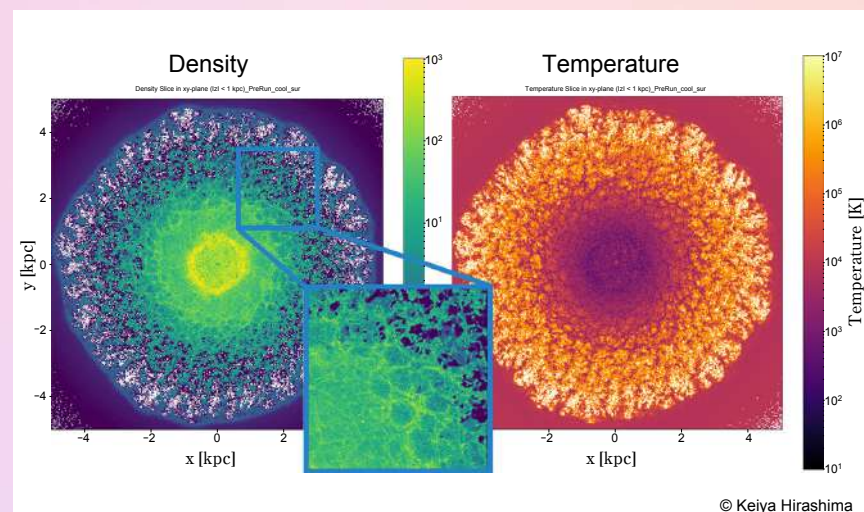 Density
Temperature
Density Slice in xy-plane (|z| < 1 kpc)_PreRun_cool_sur
Temperature Slice in xy-plane (|z| < 1 kpc)_PreRun_cool_sur
4
2
0
−2
−4
y [kpc]
−4 −2 0 2
x [kpc]
10³
10²
10¹
−2 0 2 4
x [kpc]
10⁷
10⁶
10⁵
10⁴
10³
10²
10¹
Temperature [K]
© Keiya Hirashima